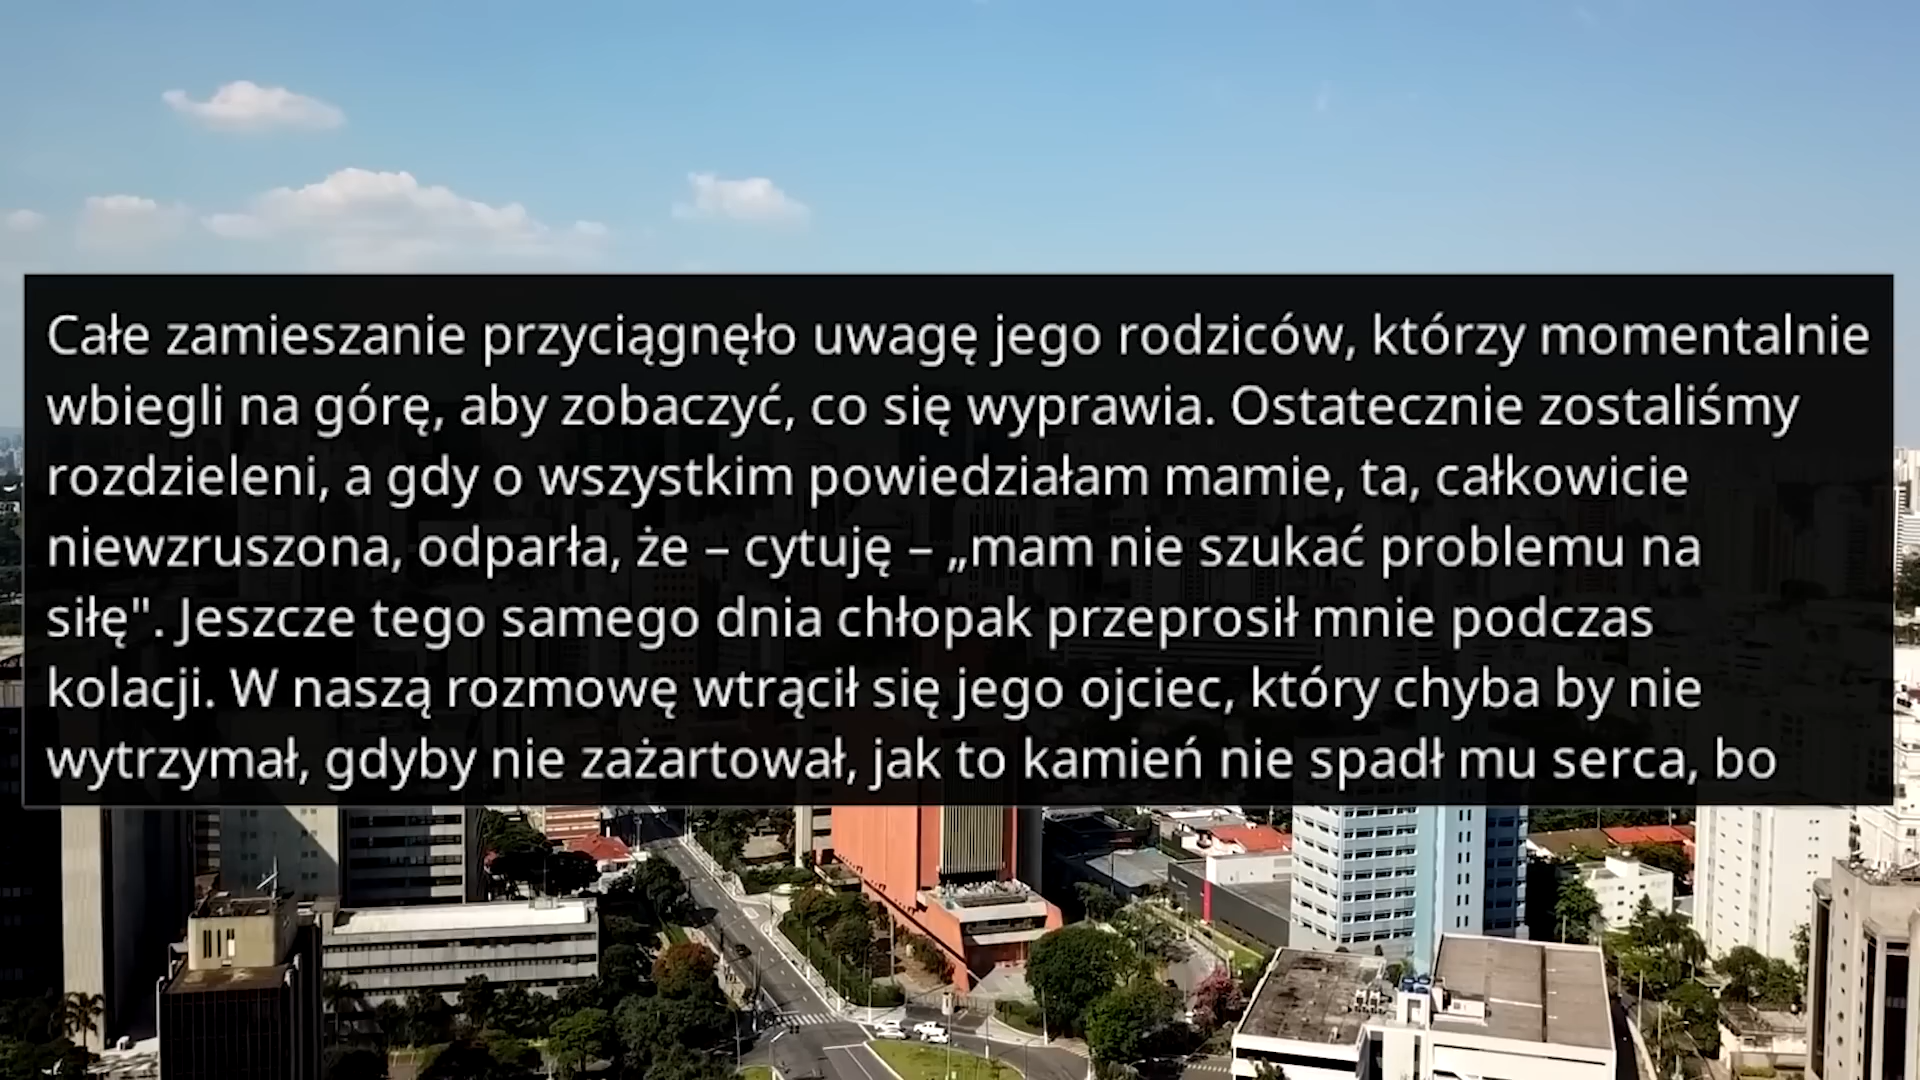 Całe zamieszanie przyciągnęło uwagę jego rodziców, którzy momentalnie
wbiegli na górę, aby zobaczyć, co się wyprawia. Ostatecznie zostaliśmy
rozdzieleni, a gdy o wszystkim powiedziałam mamie, ta, całkowicie
niewzruszona, odparła, że – cytuję – „mam nie szukać problemu na
siłę". Jeszcze tego samego dnia chłopak przeprosił mnie podczas
kolacji. W naszą rozmowę wtrącił się jego ojciec, który chyba by nie
wytrzymał, gdyby nie zażartował, jak to kamień nie spadł mu serca, bo